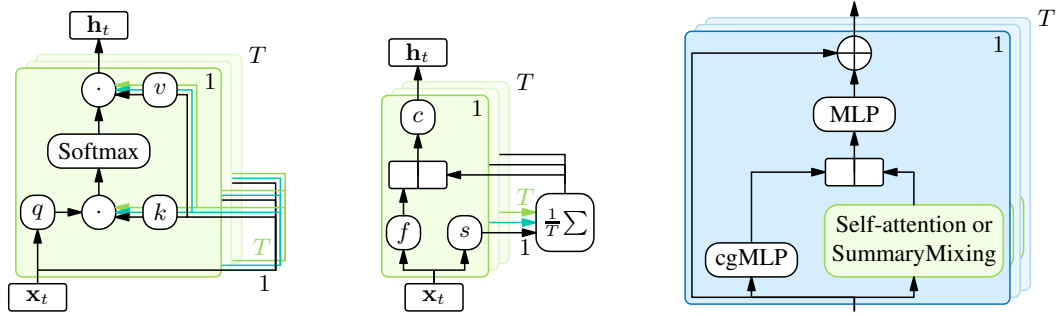 h_t
T
1
·
v
Softmax
q
·
k
T
1
x_t
h_t
T
1
c
f
s
T
1
1/T ∑
x_t
T
1
MLP
cgMLP
Self-attention or
SummaryMixing